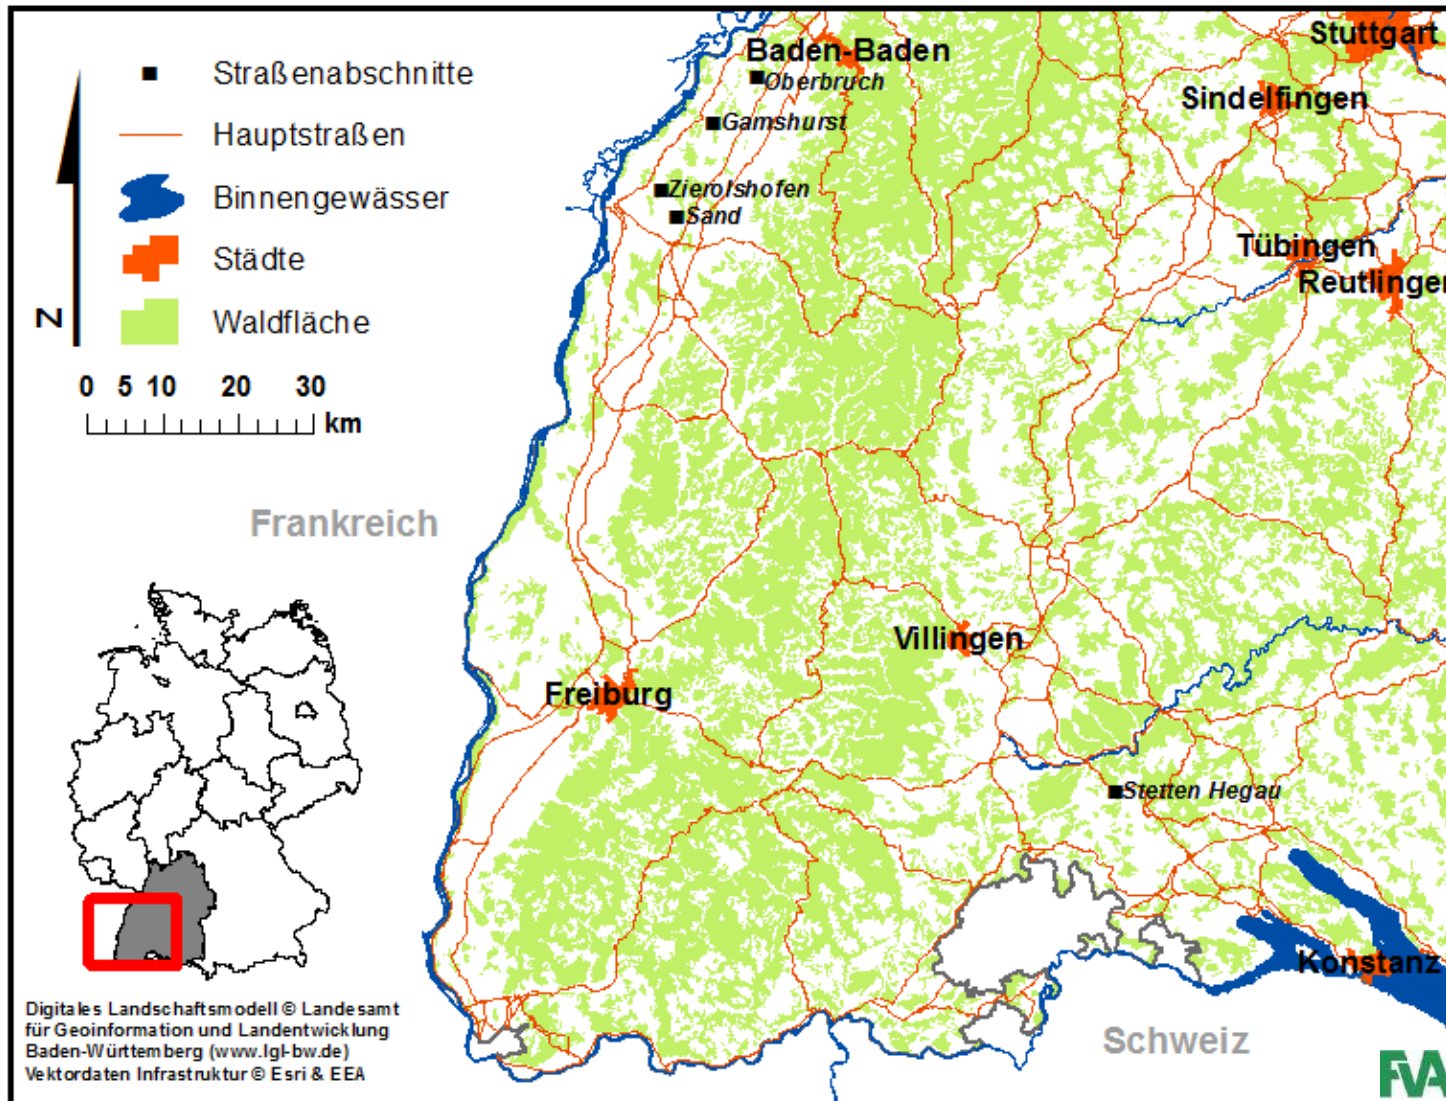 Straßenabschnitte
Hauptstraßen
Binnengewässer
Städte
Waldfläche
N
0 5 10 20 30
km
Baden-Baden
Oberbruch
Gamshurst
Zierolshofen
Sand
Stuttgart
Sindelfingen
Tübingen
Reutlingen
Frankreich
Villingen
Freiburg
Stetten Hegau
Konstanz
Schweiz
Digitales Landschaftsmodell © Landesamt
für Geoinformation und Landentwicklung
Baden-Württemberg (www.lgl-bw.de)
Vektordaten Infrastruktur © Esri & EEA
FVA